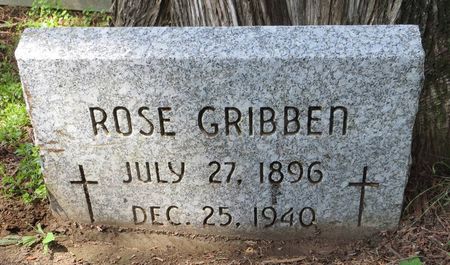 ROSE GRIBBEN
JULY 27, 1896
DEC. 25, 1940